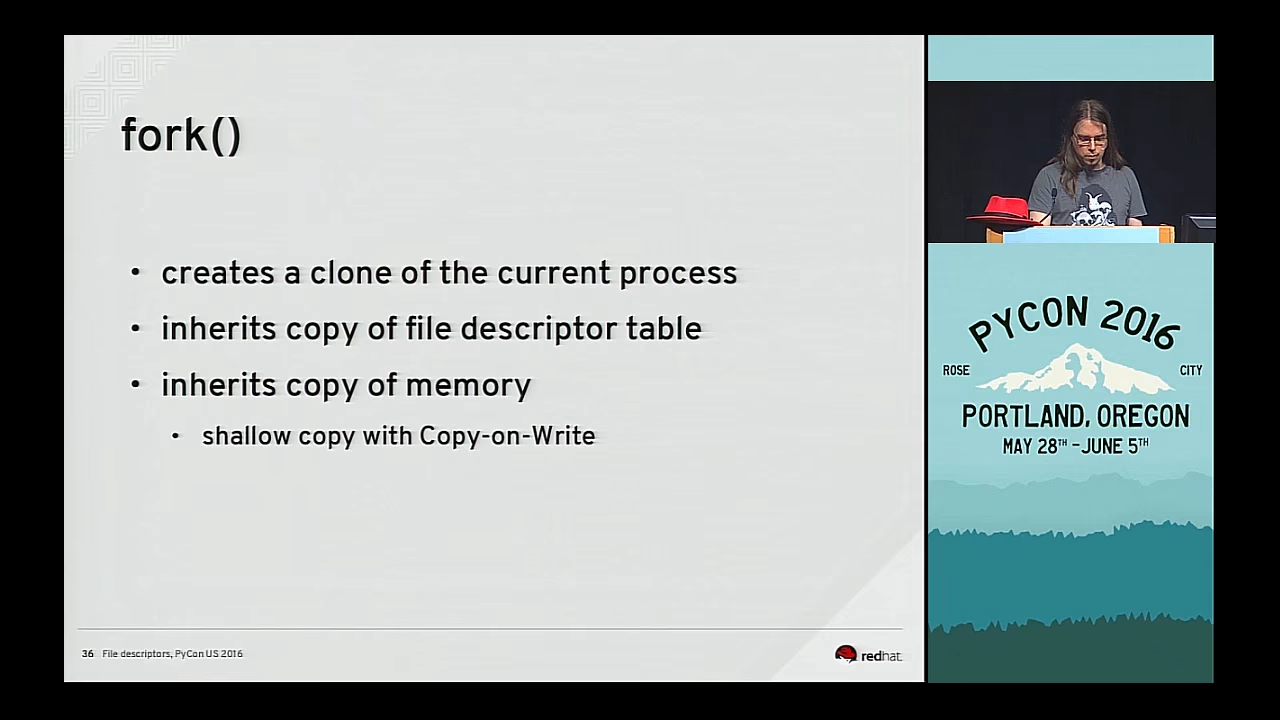 fork()
• creates a clone of the current process
• inherits copy of file descriptor table
• inherits copy of memory
• shallow copy with Copy-on-Write
36 File descriptors, PyCon US 2016
redhat.
PYCON 2016
ROSE CITY
PORTLAND, OREGON
MAY 28TH - JUNE 5TH